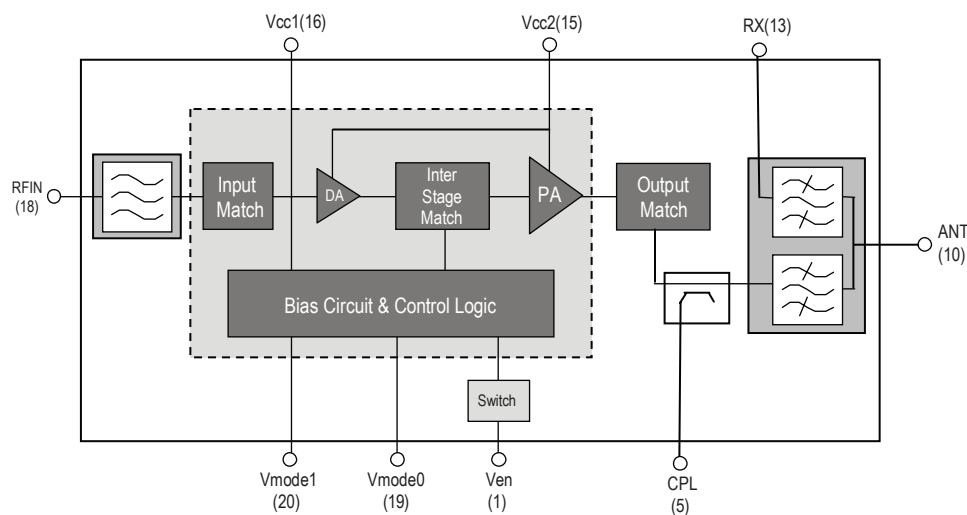 Vcc1(16)
Vcc2(15)
RX(13)
RFIN
(18)
Input
Match
DA
Inter
Stage
Match
PA
Output
Match
ANT
(10)
Bias Circuit & Control Logic
Switch
Vmode1
(20)
Vmode0
(19)
Ven
(1)
CPL
(5)